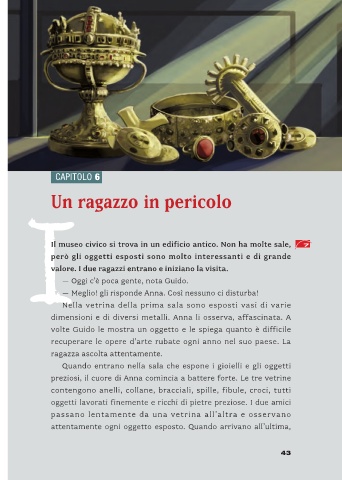 CAPITOLO 6
Un ragazzo in pericolo
Il museo civico si trova in un edificio antico. Non ha molte sale,
però gli oggetti esposti sono molto interessanti e di grande
valore. I due ragazzi entrano e iniziano la visita.
— Oggi c'è poca gente, nota Guido.
— Meglio! gli risponde Anna. Così nessuno ci disturba!
Nella vetrina della prima sala sono esposti vasi di varie
dimensioni e di diversi metalli. Anna li osserva, affascinata. A
volte Guido le mostra un oggetto e le spiega quanto è difficile
recuperare le opere d'arte rubate ogni anno nel suo paese. La
ragazza ascolta attentamente.
Quando entrano nella sala che espone i gioielli e gli oggetti
preziosi, il cuore di Anna comincia a battere forte. Le tre vetrine
contengono anelli, collane, bracciali, spille, fibule, croci, tutti
oggetti lavorati finemente e ricchi di pietre preziose. I due amici
passano lentamente da una vetrina all'altra e osservano
attentamente ogni oggetto esposto. Quando arrivano all'ultima,
43